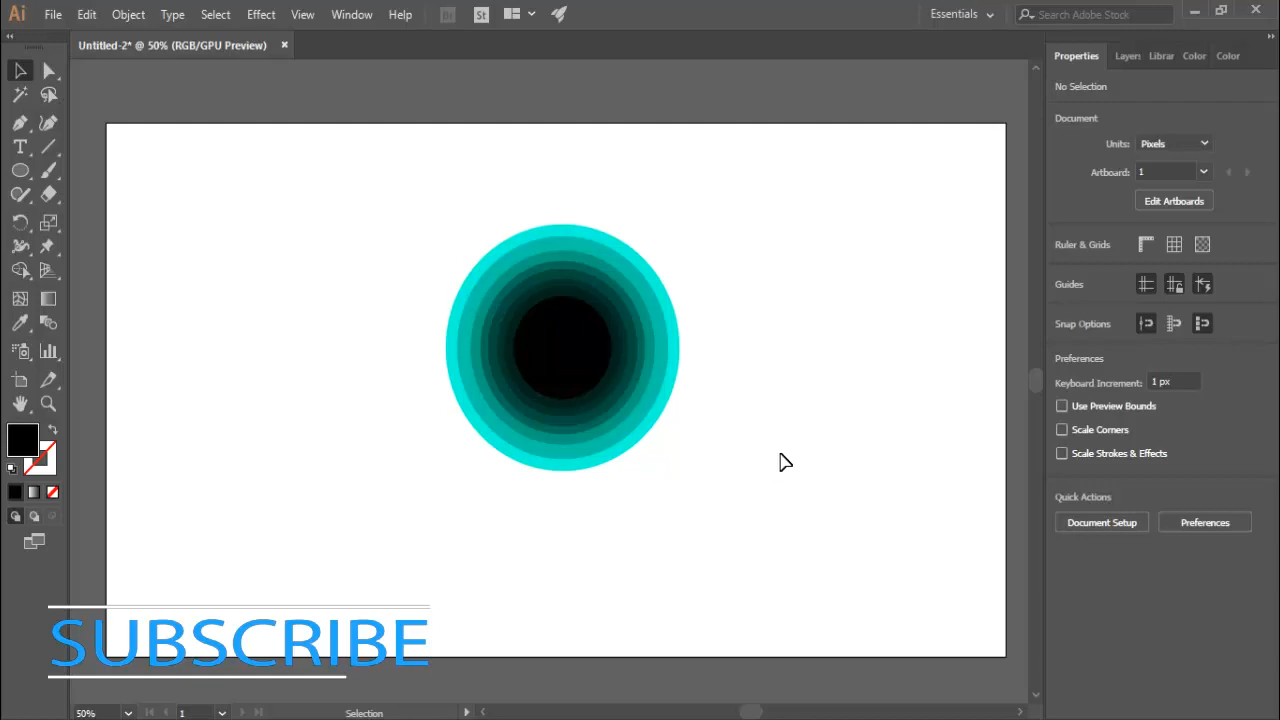 Ai File Edit Object Type Select Effect View Window Help Br St Essentials Search Adobe Stock
Untitled-2* @ 50% (RGB/GPU Preview) ×
Properties Layers Librar Color Color
No Selection
Document
Units: Pixels
Artboard: 1
Edit Artboards
Ruler & Grids
Guides
Snap Options
Preferences
Keyboard Increment: 1 px
Use Preview Bounds
Scale Corners
Scale Strokes & Effects
Quick Actions
Document Setup Preferences
SUBSCRIBE
50% 1 Selection